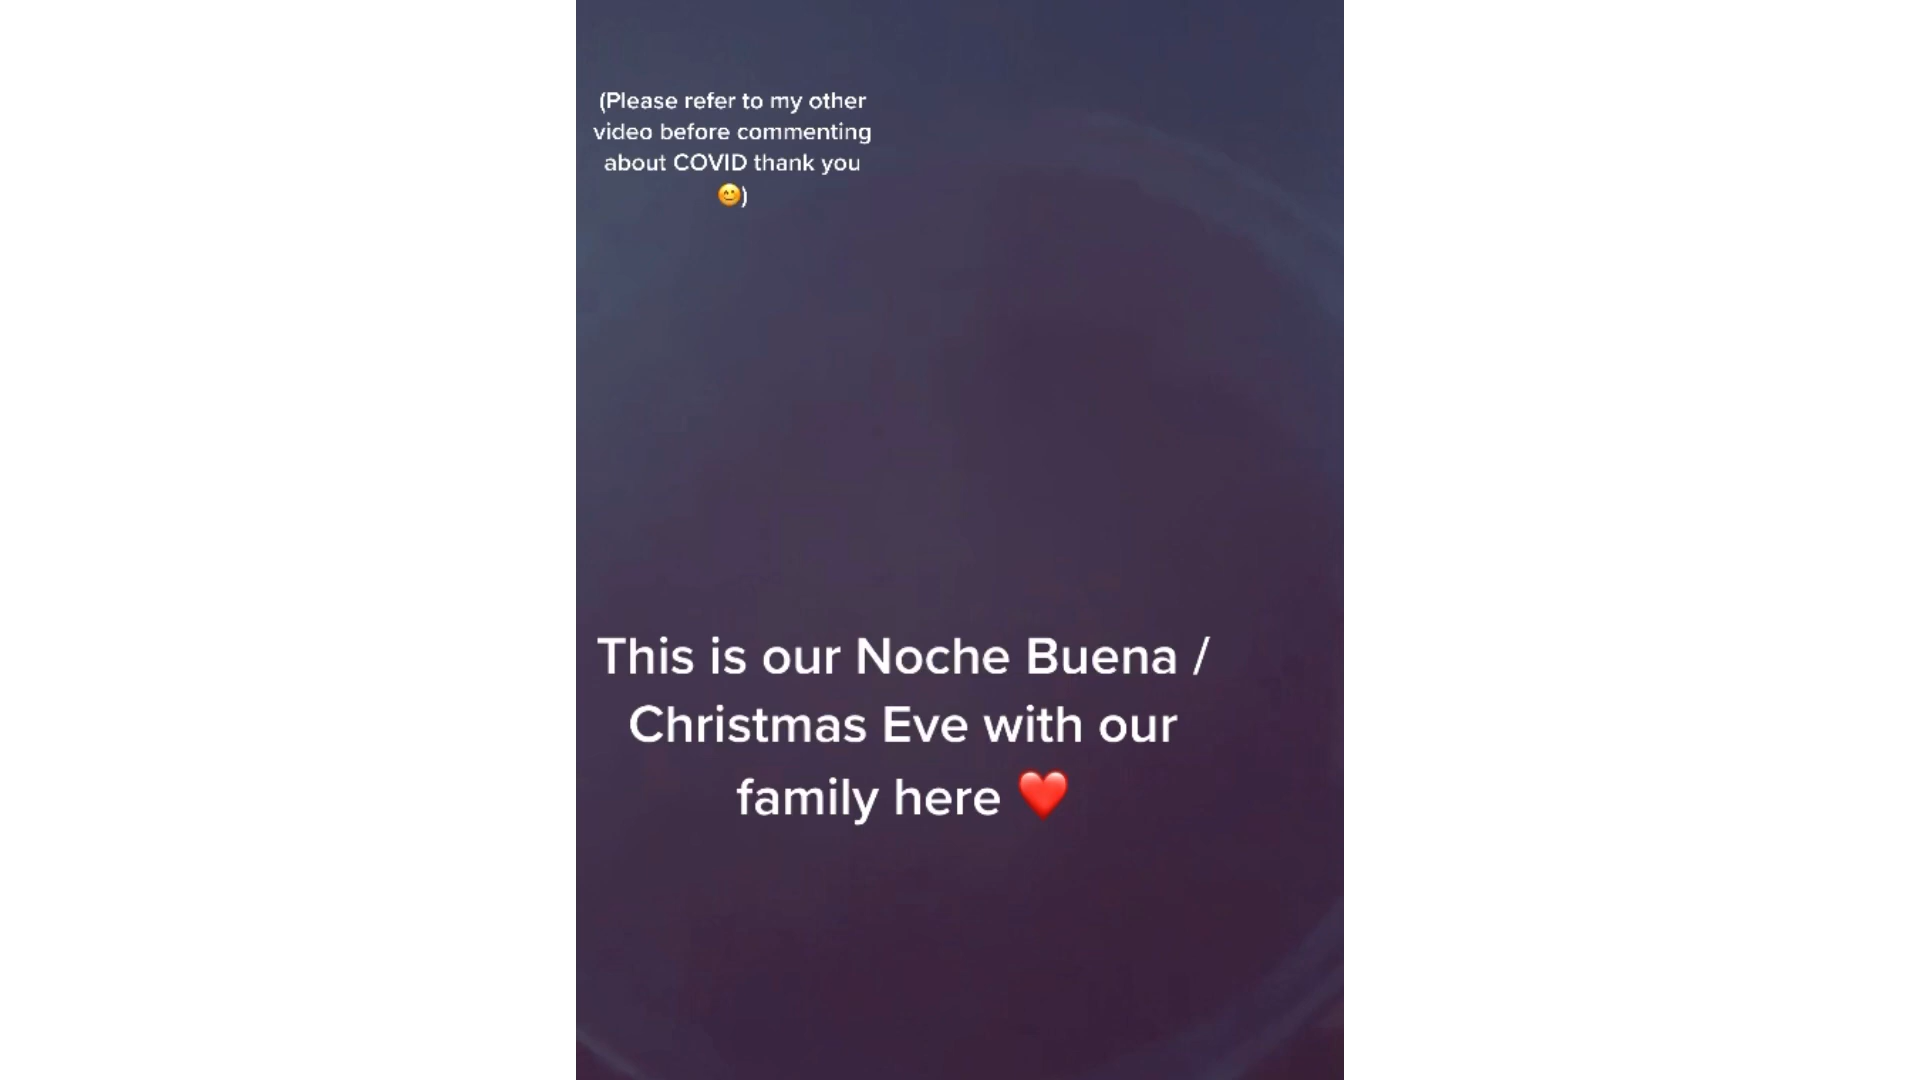 (Please refer to my other
video before commenting
about COVID thank you
😊)
This is our Noche Buena /
Christmas Eve with our
family here ❤️